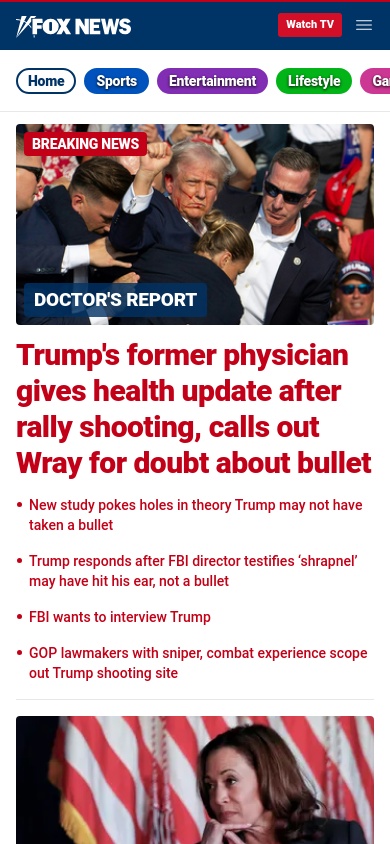 FOX NEWS
Watch TV
Home
Sports
Entertainment
Lifestyle
Ga
BREAKING NEWS
TRUMP
DOCTOR'S REPORT
Trump's former physician
gives health update after
rally shooting, calls out
Wray for doubt about bullet
• New study pokes holes in theory Trump may not have
taken a bullet
• Trump responds after FBI director testifies ‘shrapnel’
may have hit his ear, not a bullet
• FBI wants to interview Trump
• GOP lawmakers with sniper, combat experience scope
out Trump shooting site